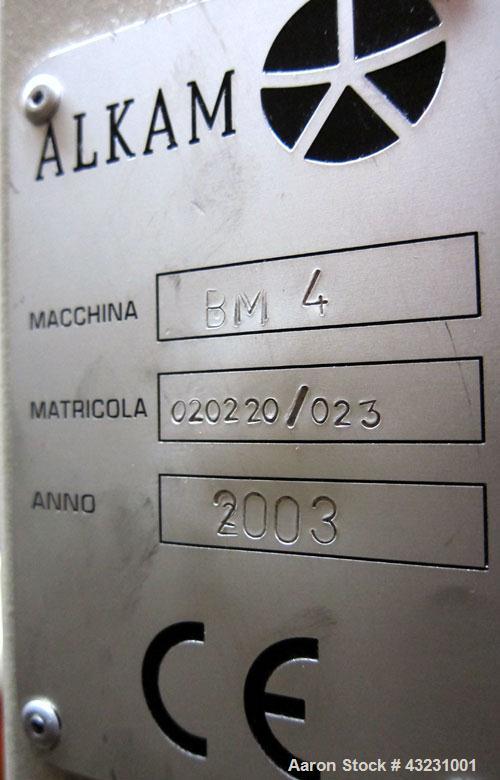 ALKAM
MACCHINA BM 4
MATRICOLA 020220/023
ANNO 2003
CE
Aaron Stock # 43231001